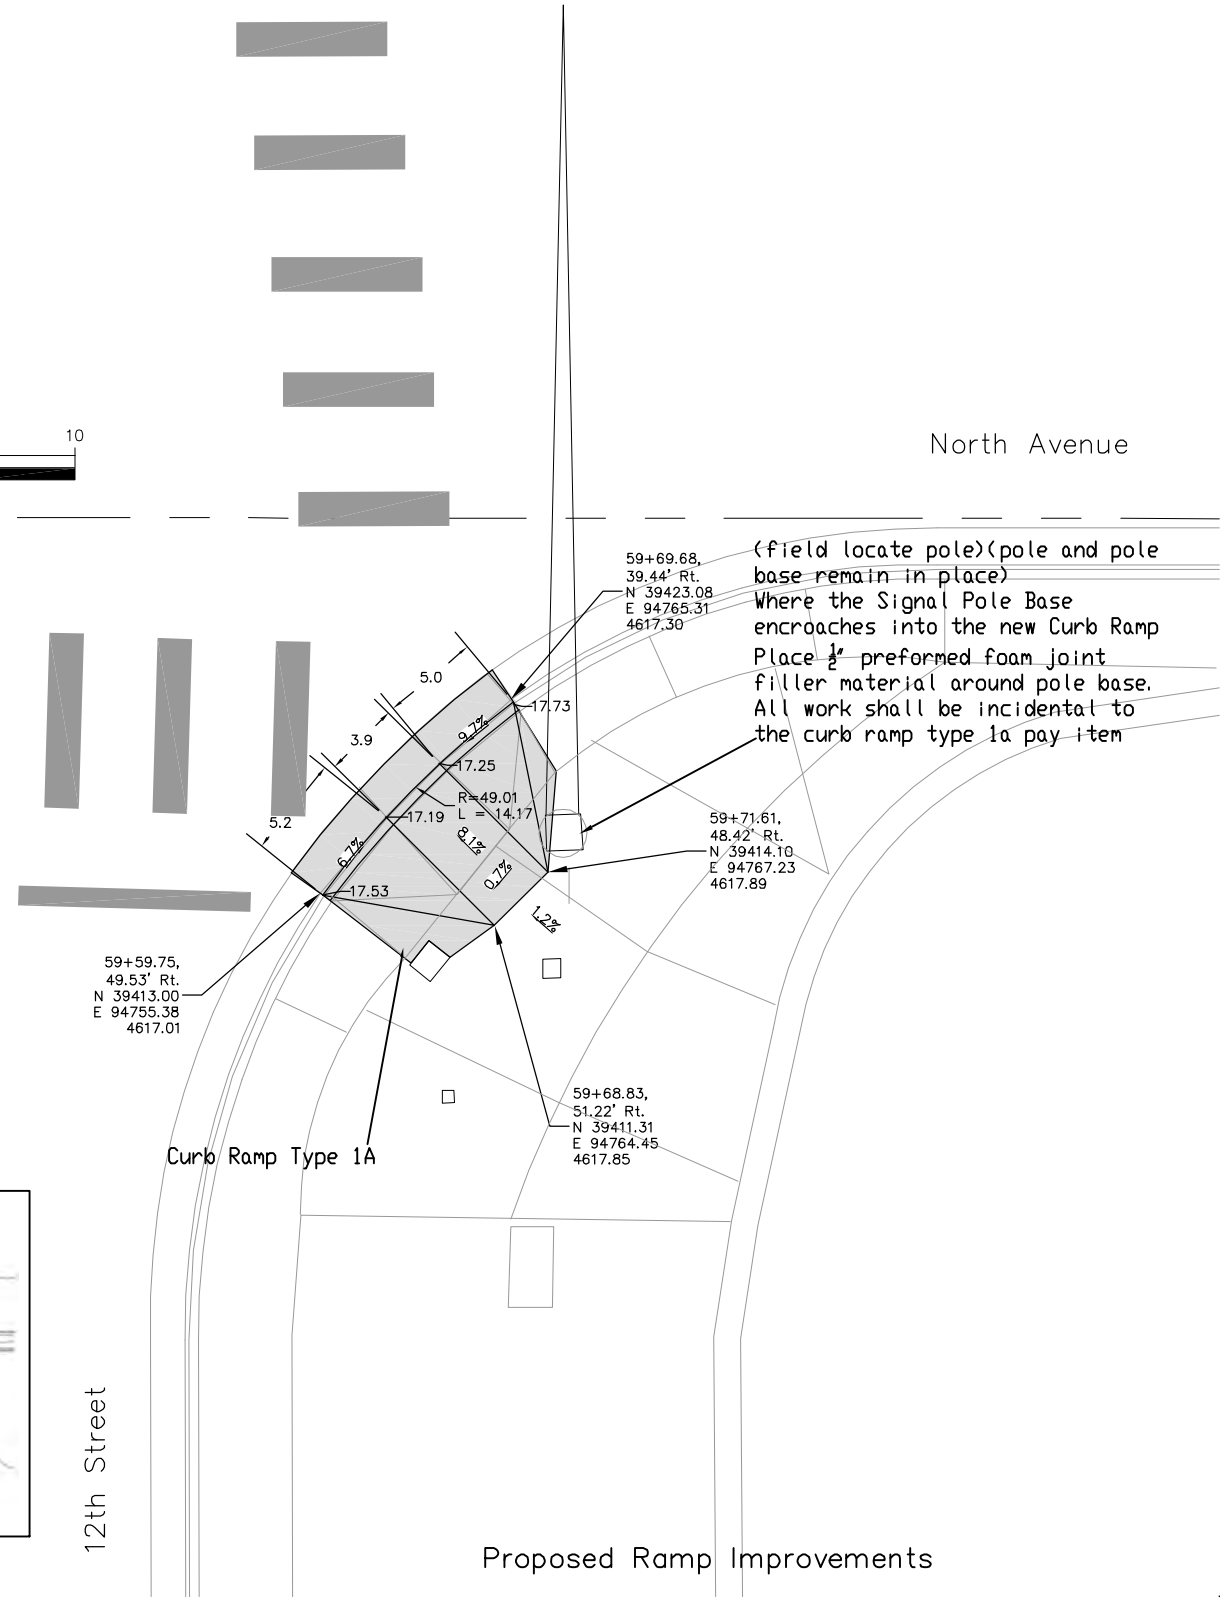 10
North Avenue
(field locate pole)(pole and pole
base remain in place)
Where the Signal Pole Base
encroaches into the new Curb Ramp
Place ½" preformed foam joint
filler material around pole base.
All work shall be incidental to
the curb ramp type 1a pay item
59+69.68,
39.44' Rt.
N 39423.08
E 94765.31
4617.30
5.0
17.73
9.7%
3.9
17.25
R=49.01
L = 14.17
17.19
5.2
6.7%
8.1%
0.7%
1.2%
17.53
59+71.61,
48.42' Rt.
N 39414.10
E 94767.23
4617.89
59+59.75,
49.53' Rt.
N 39413.00
E 94755.38
4617.01
59+68.83,
51.22' Rt.
N 39411.31
E 94764.45
4617.85
Curb Ramp Type 1A
12th Street
Proposed Ramp Improvements